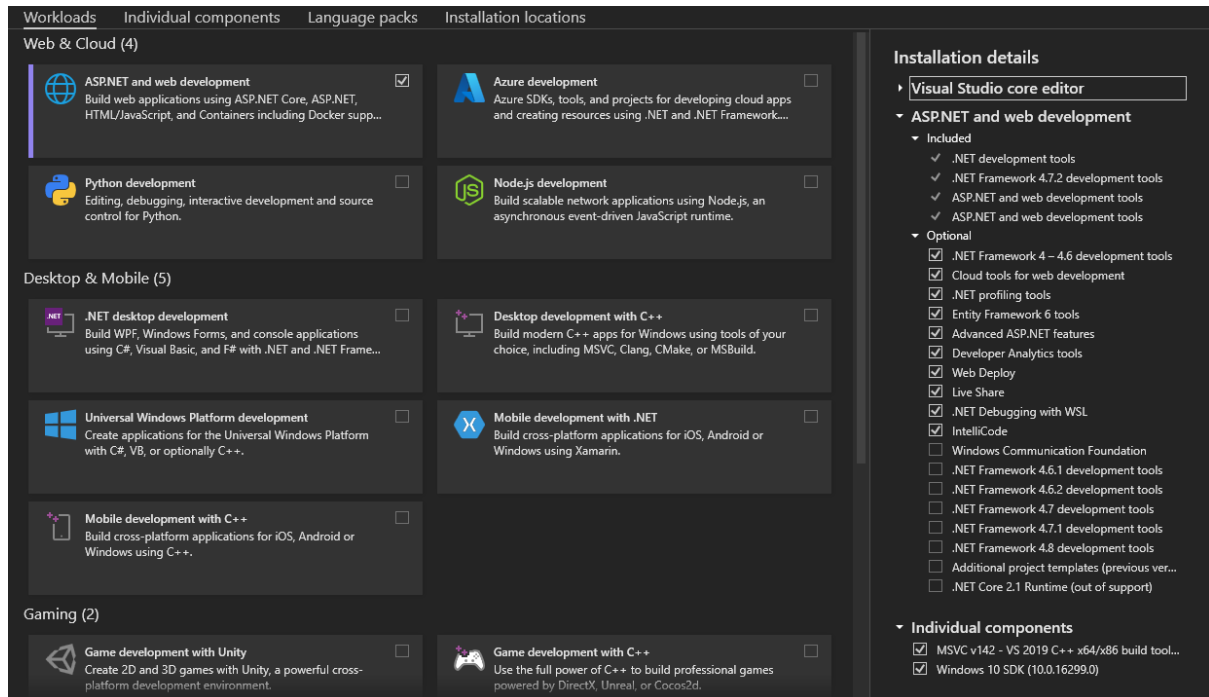 Workloads
Individual components
Language packs
Installation locations
Web & Cloud (4)
ASP.NET and web development
Build web applications using ASP.NET Core, ASP.NET,
HTML/JavaScript, and Containers including Docker supp...
Azure development
Azure SDKs, tools, and projects for developing cloud apps
and creating resources using .NET and .NET Framework....
Python development
Editing, debugging, interactive development and source
control for Python.
JS
Node.js development
Build scalable network applications using Node.js, an
asynchronous event-driven JavaScript runtime.
Desktop & Mobile (5)
.NET
.NET desktop development
Build WPF, Windows Forms, and console applications
using C#, Visual Basic, and F# with .NET and .NET Frame...
Desktop development with C++
Build modern C++ apps for Windows using tools of your
choice, including MSVC, Clang, CMake, or MSBuild.
Universal Windows Platform development
Create applications for the Universal Windows Platform
with C#, VB, or optionally C++.
Mobile development with .NET
Build cross-platform applications for iOS, Android or
Windows using Xamarin.
Mobile development with C++
Build cross-platform applications for iOS, Android or
Windows using C++.
Gaming (2)
Game development with Unity
Create 2D and 3D games with Unity, a powerful cross-
platform development environment.
Game development with C++
Use the full power of C++ to build professional games
powered by DirectX, Unreal, or Cocos2d.
Installation details
Visual Studio core editor
ASP.NET and web development
Included
.NET development tools
.NET Framework 4.7.2 development tools
ASP.NET and web development tools
ASP.NET and web development tools
Optional
.NET Framework 4 – 4.6 development tools
Cloud tools for web development
.NET profiling tools
Entity Framework 6 tools
Advanced ASP.NET features
Developer Analytics tools
Web Deploy
Live Share
.NET Debugging with WSL
IntelliCode
Windows Communication Foundation
.NET Framework 4.6.1 development tools
.NET Framework 4.6.2 development tools
.NET Framework 4.7 development tools
.NET Framework 4.7.1 development tools
.NET Framework 4.8 development tools
Additional project templates (previous ver...
.NET Core 2.1 Runtime (out of support)
Individual components
MSVC v142 - VS 2019 C++ x64/x86 build tool...
Windows 10 SDK (10.0.16299.0)